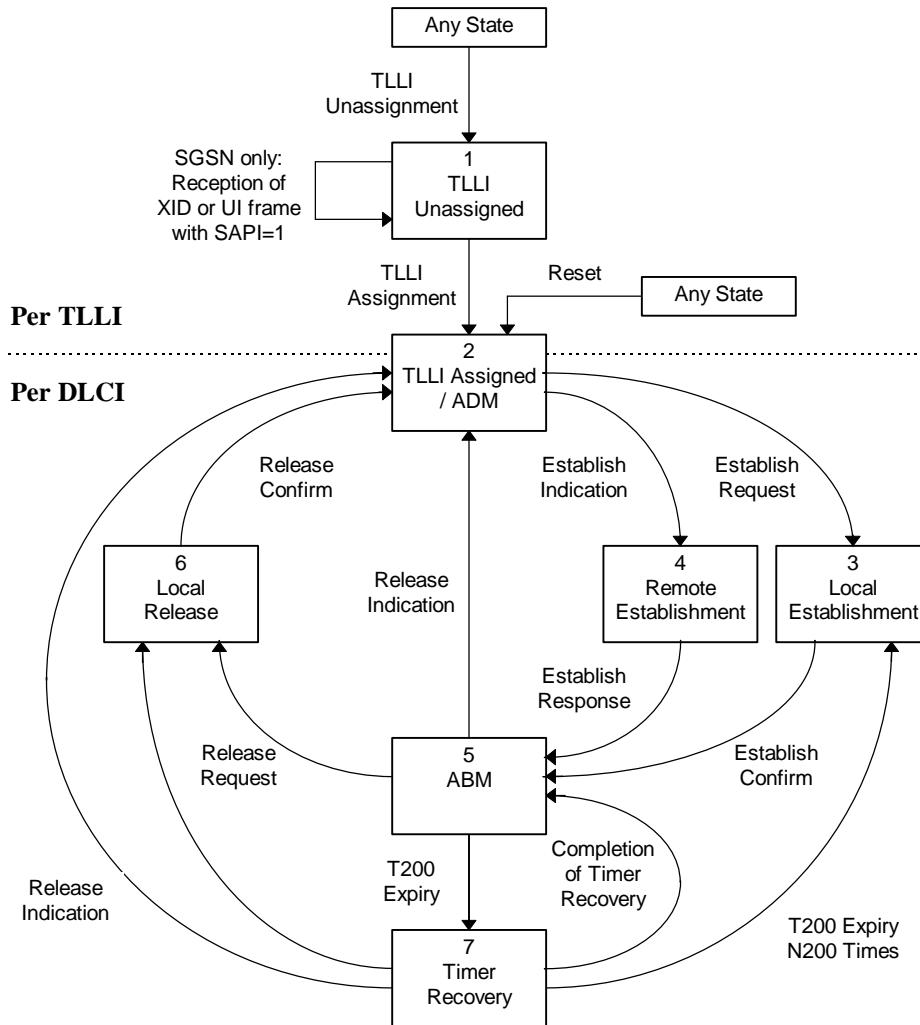 Any State
TLLI
Unassignment
SGSN only:
Reception of
XID or UI frame
with SAPI=1
1
TLLI
Unassigned
TLLI
Assignment
Reset
Any State
Per TLLI
Per DLCI
2
TLLI Assigned
/ ADM
Release
Confirm
Establish
Indication
Establish
Request
6
Local
Release
Release
Indication
4
Remote
Establishment
3
Local
Establishment
Establish
Response
Release
Request
5
ABM
Establish
Confirm
T200
Expiry
Completion
of Timer
Recovery
Release
Indication
T200 Expiry
N200 Times
7
Timer
Recovery